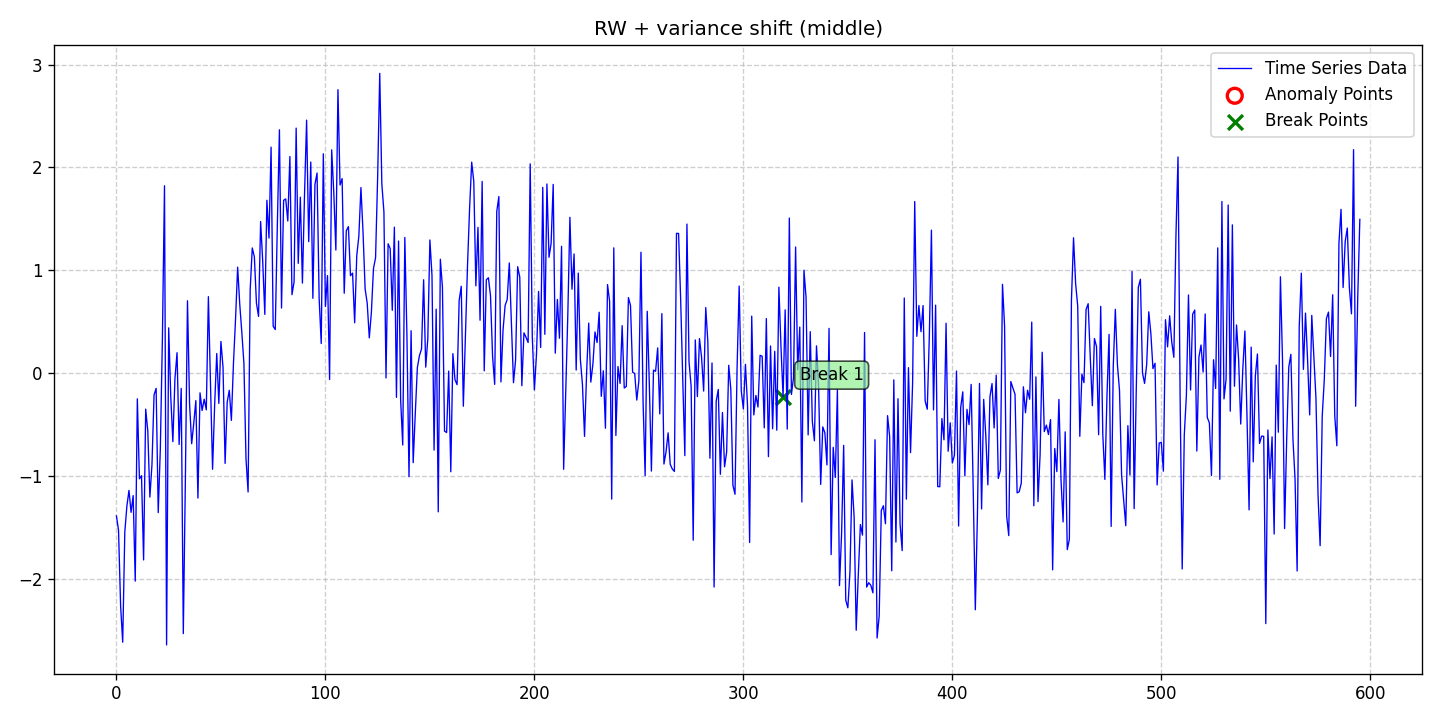 RW + variance shift (middle)
Time Series Data
Anomaly Points
Break Points
3
2
1
0
−1
−2
Break 1
0
100
200
300
400
500
600